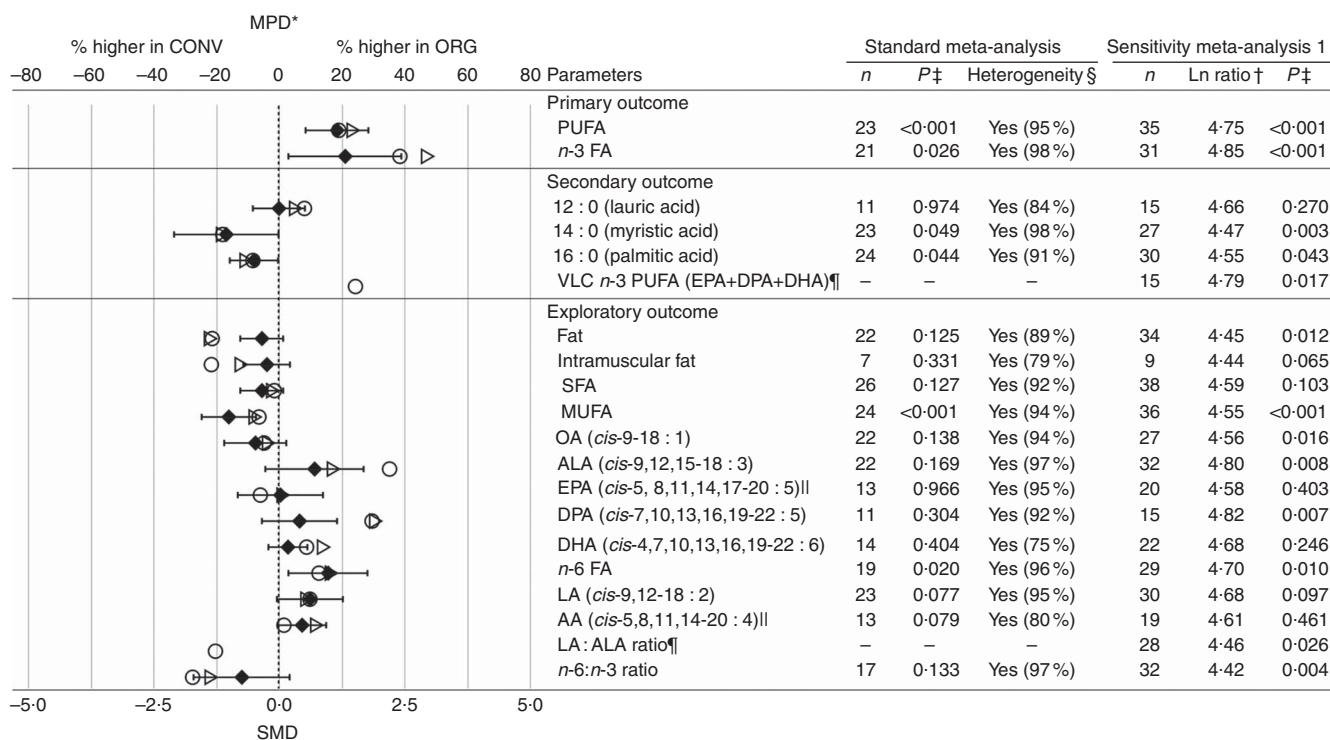 MPD*
% higher in CONV % higher in ORG Standard meta-analysis Sensitivity meta-analysis 1
–80 –60 –40 –20 0 20 40 60 80 Parameters n P‡ Heterogeneity§ n Ln ratio† P‡
Primary outcome
PUFA 23 <0·001 Yes (95 %) 35 4·75 <0·001
n-3 FA 21 0·026 Yes (98 %) 31 4·85 <0·001
Secondary outcome
12 : 0 (lauric acid) 11 0·974 Yes (84 %) 15 4·66 0·270
14 : 0 (myristic acid) 23 0·049 Yes (98 %) 27 4·47 0·003
16 : 0 (palmitic acid) 24 0·044 Yes (91 %) 30 4·55 0·043
VLC n-3 PUFA (EPA+DPA+DHA)¶ – – – 15 4·79 0·017
Exploratory outcome
Fat 22 0·125 Yes (89 %) 34 4·45 0·012
Intramuscular fat 7 0·331 Yes (79 %) 9 4·44 0·065
SFA 26 0·127 Yes (92 %) 38 4·59 0·103
MUFA 24 <0·001 Yes (94 %) 36 4·55 <0·001
OA (cis-9-18 : 1) 22 0·138 Yes (94 %) 27 4·56 0·016
ALA (cis-9,12,15-18 : 3) 22 0·169 Yes (97 %) 32 4·80 0·008
EPA (cis-5, 8,11,14,17-20 : 5)|| 13 0·966 Yes (95 %) 20 4·58 0·403
DPA (cis-7,10,13,16,19-22 : 5) 11 0·304 Yes (92 %) 15 4·82 0·007
DHA (cis-4,7,10,13,16,19-22 : 6) 14 0·404 Yes (75 %) 22 4·68 0·246
n-6 FA 19 0·020 Yes (96 %) 29 4·70 0·010
LA (cis-9,12-18 : 2) 23 0·077 Yes (95 %) 30 4·68 0·097
AA (cis-5,8,11,14-20 : 4)|| 13 0·079 Yes (80 %) 19 4·61 0·461
LA : ALA ratio¶ – – – 28 4·46 0·026
n-6:n-3 ratio 17 0·133 Yes (97 %) 32 4·42 0·004
–5·0 –2·5 0·0 2·5 5·0
SMD